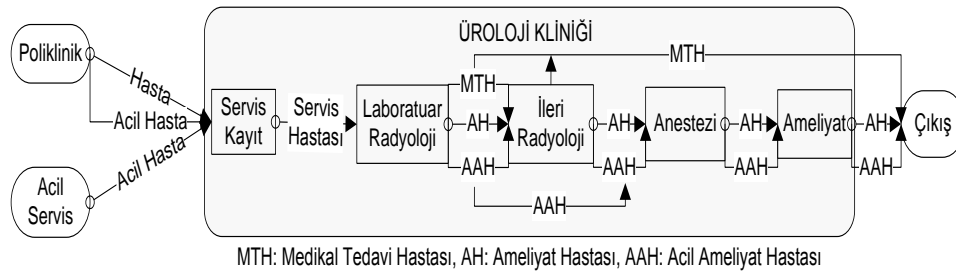 ÜROLOJİ KLİNİĞİ
Poliklinik
Hasta
Acil Hasta
Acil Hasta
Acil
Servis
Servis
Kayıt
Servis
Hastası
Laboratuar
Radyoloji
MTH
AH
AAH
İleri
Radyoloji
MTH
AH
AAH
AAH
Anestezi
AH
AAH
Ameliyat
AH
AAH
Çıkış
MTH: Medikal Tedavi Hastası, AH: Ameliyat Hastası, AAH: Acil Ameliyat Hastası